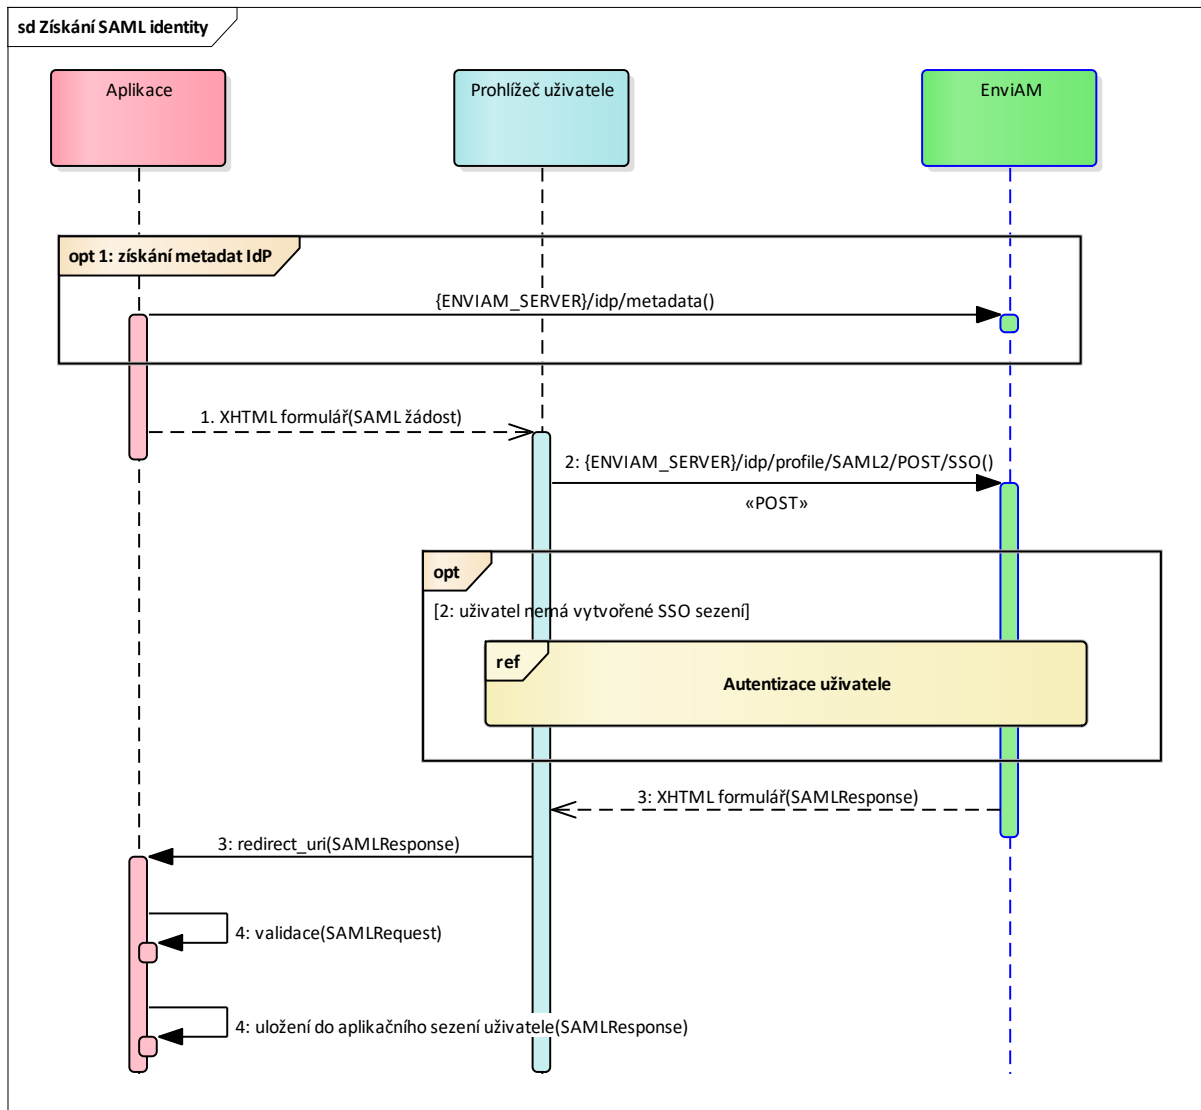 sd Získání SAML identity
Aplikace
Prohlížeč uživatele
EnviAM
opt 1: získání metadat IdP
{ENVIAM_SERVER}/idp/metadata()
1. XHTML formulář(SAML žádost)
2: {ENVIAM_SERVER}/idp/profile/SAML2/POST/SSO()
«POST»
opt
[2: uživatel nemá vytvořené SSO sezení]
ref
Autentizace uživatele
3: XHTML formulář(SAMLResponse)
3: redirect_uri(SAMLResponse)
4: validace(SAMLRequest)
4: uložení do aplikačního sezení uživatele(SAMLResponse)